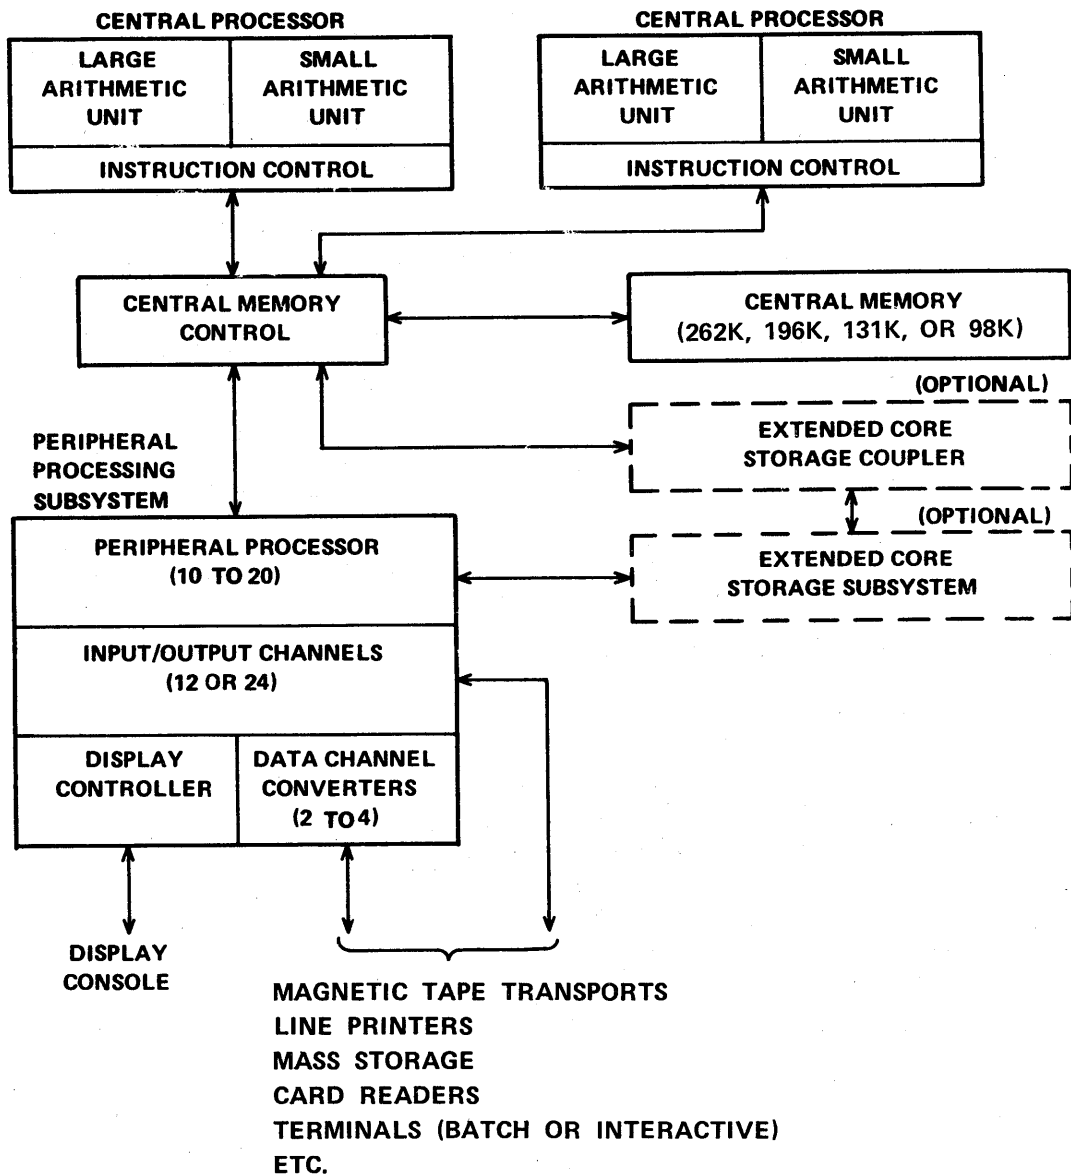 CENTRAL PROCESSOR
LARGE
ARITHMETIC
UNIT
SMALL
ARITHMETIC
UNIT
INSTRUCTION CONTROL
CENTRAL PROCESSOR
LARGE
ARITHMETIC
UNIT
SMALL
ARITHMETIC
UNIT
INSTRUCTION CONTROL
CENTRAL MEMORY
CONTROL
CENTRAL MEMORY
(262K, 196K, 131K, OR 98K)
(OPTIONAL)
EXTENDED CORE
STORAGE COUPLER
(OPTIONAL)
EXTENDED CORE
STORAGE SUBSYSTEM
PERIPHERAL
PROCESSING
SUBSYSTEM
PERIPHERAL PROCESSOR
(10 TO 20)
INPUT/OUTPUT CHANNELS
(12 OR 24)
DISPLAY
CONTROLLER
DATA CHANNEL
CONVERTERS
(2 TO 4)
DISPLAY
CONSOLE
MAGNETIC TAPE TRANSPORTS
LINE PRINTERS
MASS STORAGE
CARD READERS
TERMINALS (BATCH OR INTERACTIVE)
ETC.